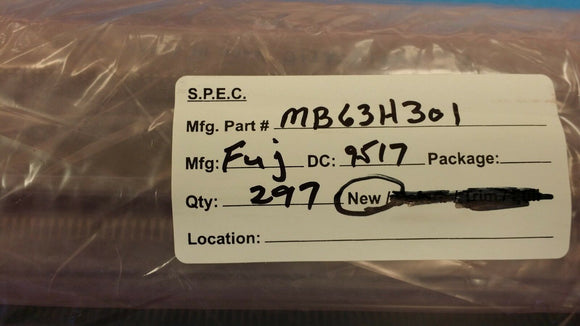 S.P.E.C.
Mfg. Part # MB63H301
Mfg: Fuj DC: 9517 Package:
Qty: 297 New /
Location: